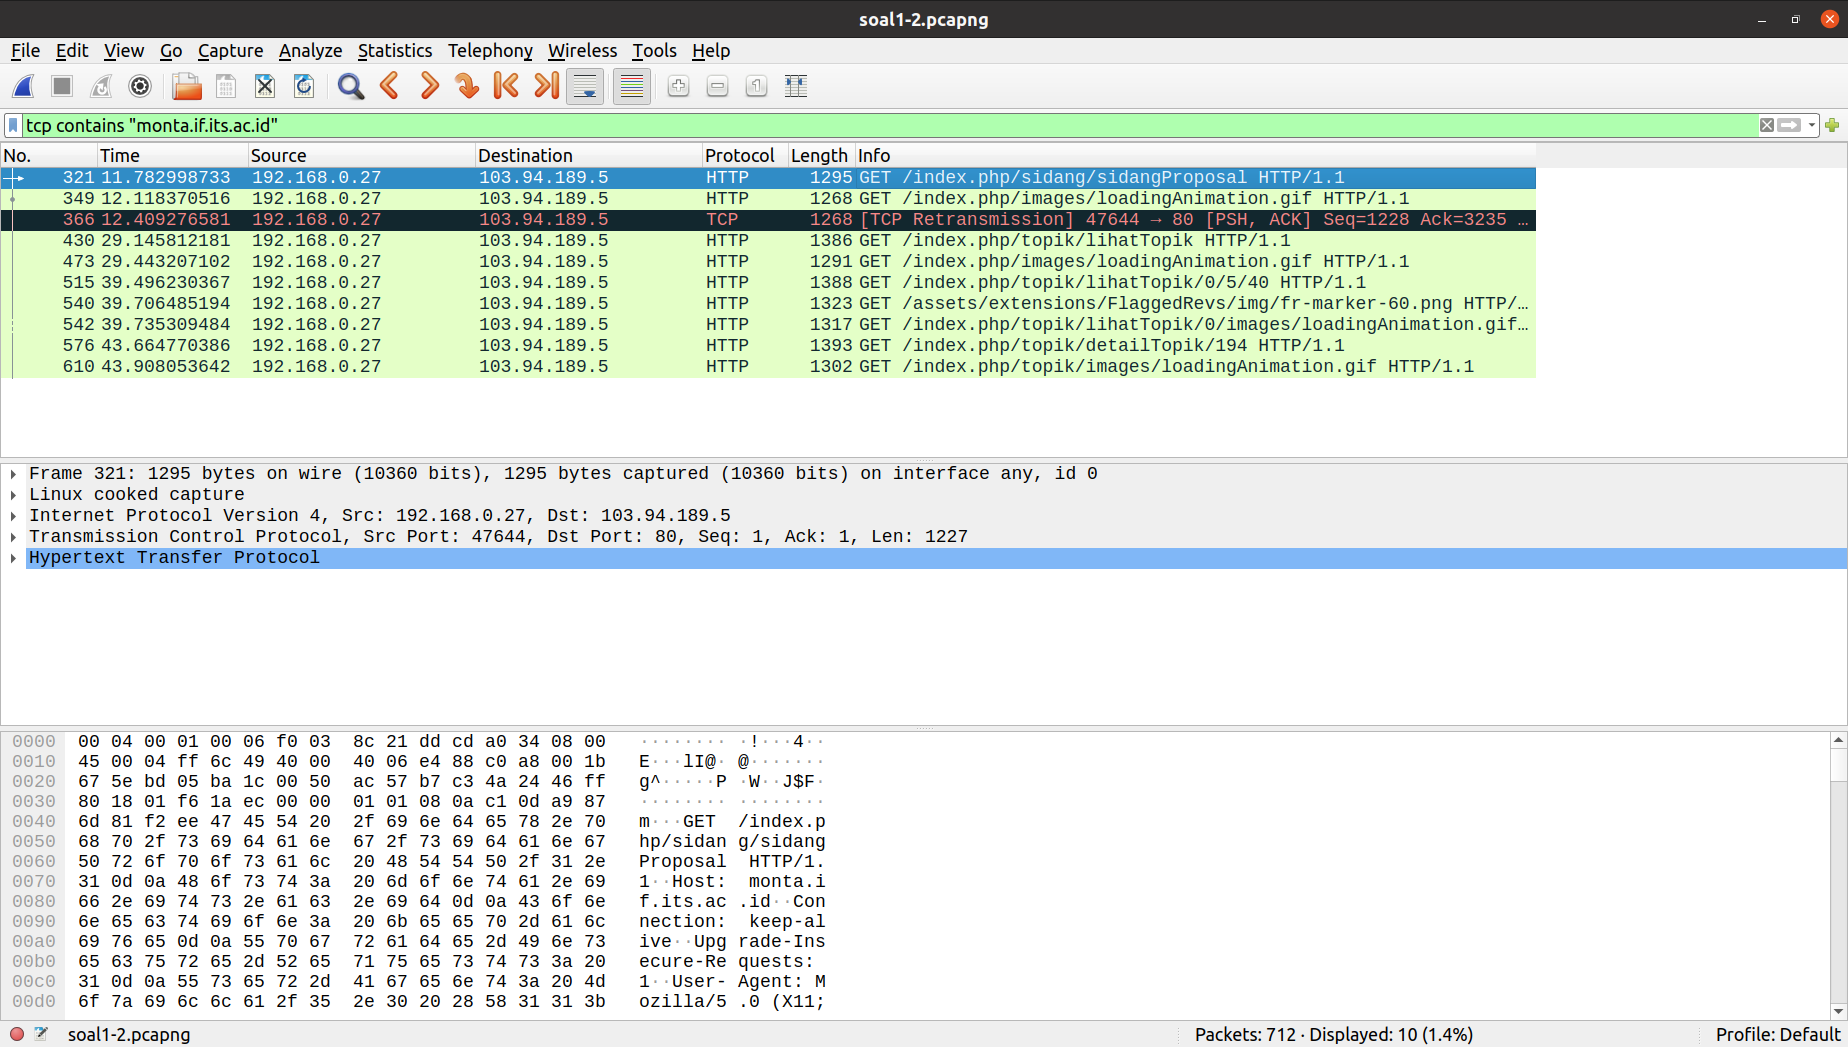 soal1-2.pcapng
File Edit View Go Capture Analyze Statistics Telephony Wireless Tools Help
tcp contains "monta.if.its.ac.id"
No. Time Source Destination Protocol Length Info
321 11.782998733 192.168.0.27 103.94.189.5 HTTP 1295 GET /index.php/sidang/sidangProposal HTTP/1.1
349 12.118370516 192.168.0.27 103.94.189.5 HTTP 1268 GET /index.php/images/loadingAnimation.gif HTTP/1.1
366 12.409276581 192.168.0.27 103.94.189.5 TCP 1268 [TCP Retransmission] 47644 → 80 [PSH, ACK] Seq=1228 Ack=3235 …
430 29.145812181 192.168.0.27 103.94.189.5 HTTP 1386 GET /index.php/topik/lihatTopik HTTP/1.1
473 29.443207102 192.168.0.27 103.94.189.5 HTTP 1291 GET /index.php/images/loadingAnimation.gif HTTP/1.1
515 39.496230367 192.168.0.27 103.94.189.5 HTTP 1388 GET /index.php/topik/lihatTopik/0/5/40 HTTP/1.1
540 39.706485194 192.168.0.27 103.94.189.5 HTTP 1323 GET /assets/extensions/FlaggedRevs/img/fr-marker-60.png HTTP/…
542 39.735309484 192.168.0.27 103.94.189.5 HTTP 1317 GET /index.php/topik/lihatTopik/0/images/loadingAnimation.gif…
576 43.664770386 192.168.0.27 103.94.189.5 HTTP 1393 GET /index.php/topik/detailTopik/194 HTTP/1.1
610 43.908053642 192.168.0.27 103.94.189.5 HTTP 1302 GET /index.php/topik/images/loadingAnimation.gif HTTP/1.1
Frame 321: 1295 bytes on wire (10360 bits), 1295 bytes captured (10360 bits) on interface any, id 0
Linux cooked capture
Internet Protocol Version 4, Src: 192.168.0.27, Dst: 103.94.189.5
Transmission Control Protocol, Src Port: 47644, Dst Port: 80, Seq: 1, Ack: 1, Len: 1227
Hypertext Transfer Protocol
0000 00 04 00 01 00 06 f0 03 8c 21 dd cd a0 34 08 00 ········ ·!···4··
0010 45 00 04 ff 6c 49 40 00 40 06 e4 88 c0 a8 00 1b E···lI@· @·······
0020 67 5e bd 05 ba 1c 00 50 ac 57 b7 c3 4a 24 46 ff g^·····P ·W··J$F·
0030 80 18 01 f6 1a ec 00 00 01 01 08 0a c1 0d a9 87 ········ ········
0040 6d 81 f2 ee 47 45 54 20 2f 69 6e 64 65 78 2e 70 m···GET /index.p
0050 68 70 2f 73 69 64 61 6e 67 2f 73 69 64 61 6e 67 hp/sidan g/sidang
0060 50 72 6f 70 6f 73 61 6c 20 48 54 54 50 2f 31 2e Proposal HTTP/1.
0070 31 0d 0a 48 6f 73 74 3a 20 6d 6f 6e 74 61 2e 69 1··Host: monta.i
0080 66 2e 69 74 73 2e 61 63 2e 69 64 0d 0a 43 6f 6e f.its.ac .id··Con
0090 6e 65 63 74 69 6f 6e 3a 20 6b 65 65 70 2d 61 6c nection: keep-al
00a0 69 76 65 0d 0a 55 70 67 72 61 64 65 2d 49 6e 73 ive··Upg rade-Ins
00b0 65 63 75 72 65 2d 52 65 71 75 65 73 74 73 3a 20 ecure-Re quests:
00c0 31 0d 0a 55 73 65 72 2d 41 67 65 6e 74 3a 20 4d 1··User- Agent: M
00d0 6f 7a 69 6c 6c 61 2f 35 2e 30 20 28 58 31 31 3b ozilla/5 .0 (X11;
soal1-2.pcapng Packets: 712 · Displayed: 10 (1.4%) Profile: Default